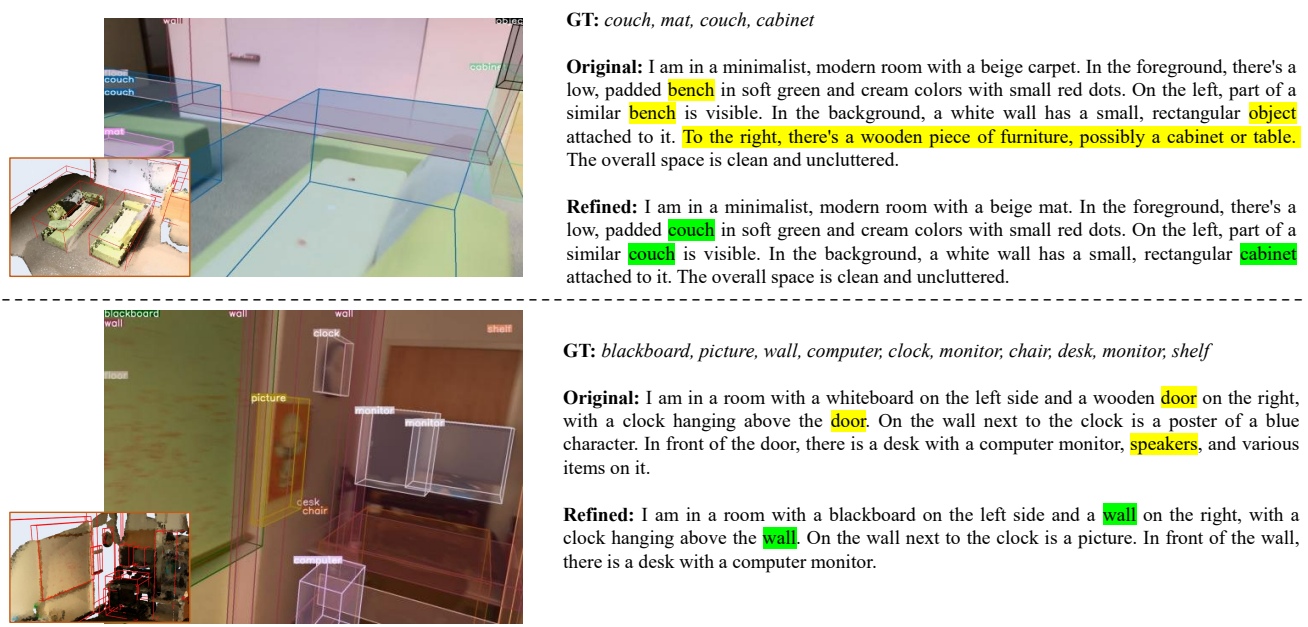 wall
object
cabinet
floor
couch
couch
mat
GT: couch, mat, couch, cabinet
Original: I am in a minimalist, modern room with a beige carpet. In the foreground, there's a
low, padded bench in soft green and cream colors with small red dots. On the left, part of a
similar bench is visible. In the background, a white wall has a small, rectangular object
attached to it. To the right, there's a wooden piece of furniture, possibly a cabinet or table.
The overall space is clean and uncluttered.
Refined: I am in a minimalist, modern room with a beige mat. In the foreground, there's a
low, padded couch in soft green and cream colors with small red dots. On the left, part of a
similar couch is visible. In the background, a white wall has a small, rectangular cabinet
attached to it. The overall space is clean and uncluttered.
blackboard
wall
wall
wall
shelf
clock
floor
picture
monitor
monitor
desk
chair
computer
GT: blackboard, picture, wall, computer, clock, monitor, chair, desk, monitor, shelf
Original: I am in a room with a whiteboard on the left side and a wooden door on the right,
with a clock hanging above the door. On the wall next to the clock is a poster of a blue
character. In front of the door, there is a desk with a computer monitor, speakers, and various
items on it.
Refined: I am in a room with a blackboard on the left side and a wall on the right, with a
clock hanging above the wall. On the wall next to the clock is a picture. In front of the wall,
there is a desk with a computer monitor.